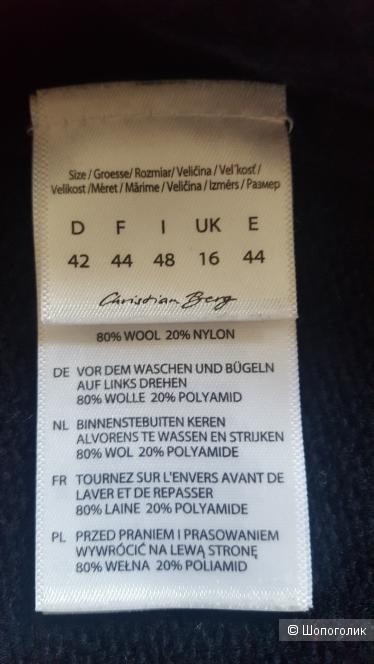 Size / Groesse/ Rozmiar/ Veličina / Vel'kosť /
Velikost /Méret / Mărime / Veličina / Izmērs / Размер
D F I UK E
42 44 48 16 44
Christian Berg
80% WOOL 20% NYLON
DE VOR DEM WASCHEN UND BÜGELN
AUF LINKS DREHEN
80% WOLLE 20% POLYAMID
NL BINNENSTEBUITEN KEREN
ALVORENS TE WASSEN EN STRIJKEN
80% WOL 20% POLYAMIDE
FR TOURNEZ SUR L'ENVERS AVANT DE
LAVER ET DE REPASSER
80% LAINE 20% POLYAMIDE
PL PRZED PRANIEM I PRASOWANIEM
WYWRÓCIĆ NA LEWĄ STRONĘ
80% WEŁNA 20% POLIAMID
© Шопоголик